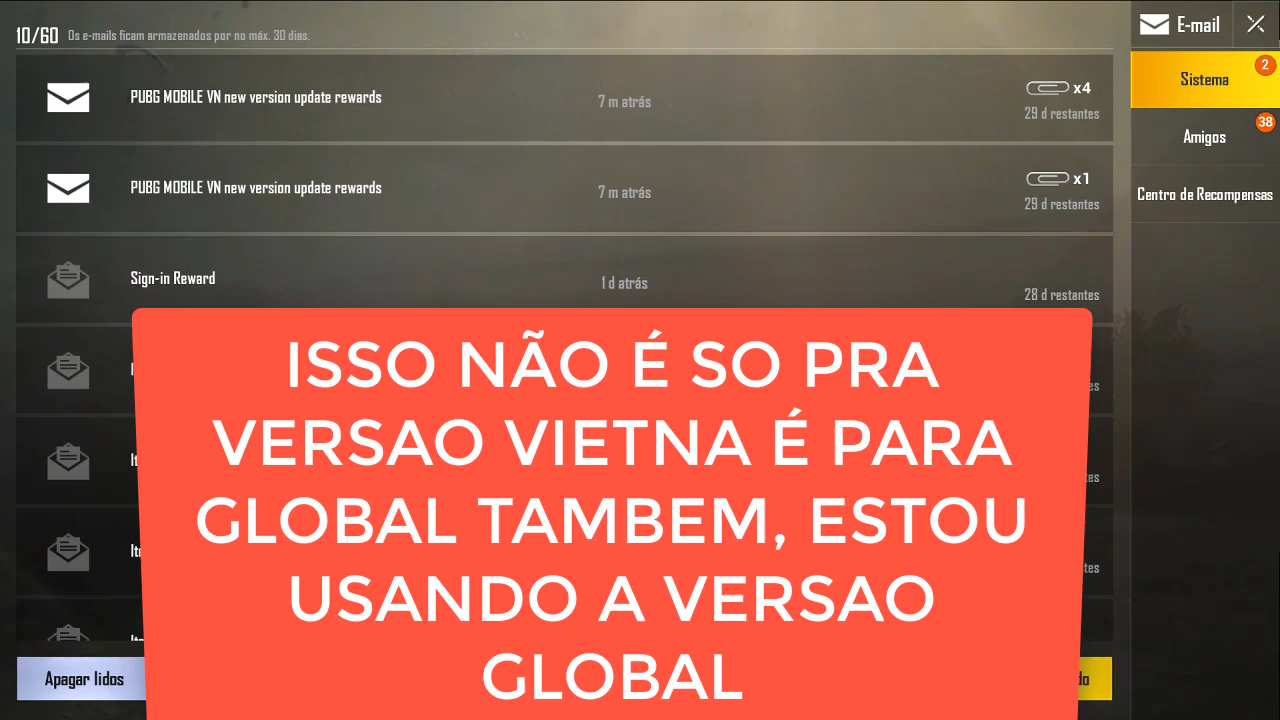 10/60 Os e-mails ficam armazenados por no máx. 30 dias.
E-mail
PUBG MOBILE VN new version update rewards
7 m atrás
x4
29 d restantes
Sistema
2
Amigos
38
Centro de Recompensas
PUBG MOBILE VN new version update rewards
7 m atrás
x1
29 d restantes
Sign-in Reward
1 d atrás
28 d restantes
ISSO NÃO É SO PRA
VERSAO VIETNA É PARA
GLOBAL TAMBEM, ESTOU
USANDO A VERSAO
GLOBAL
Apagar lidos